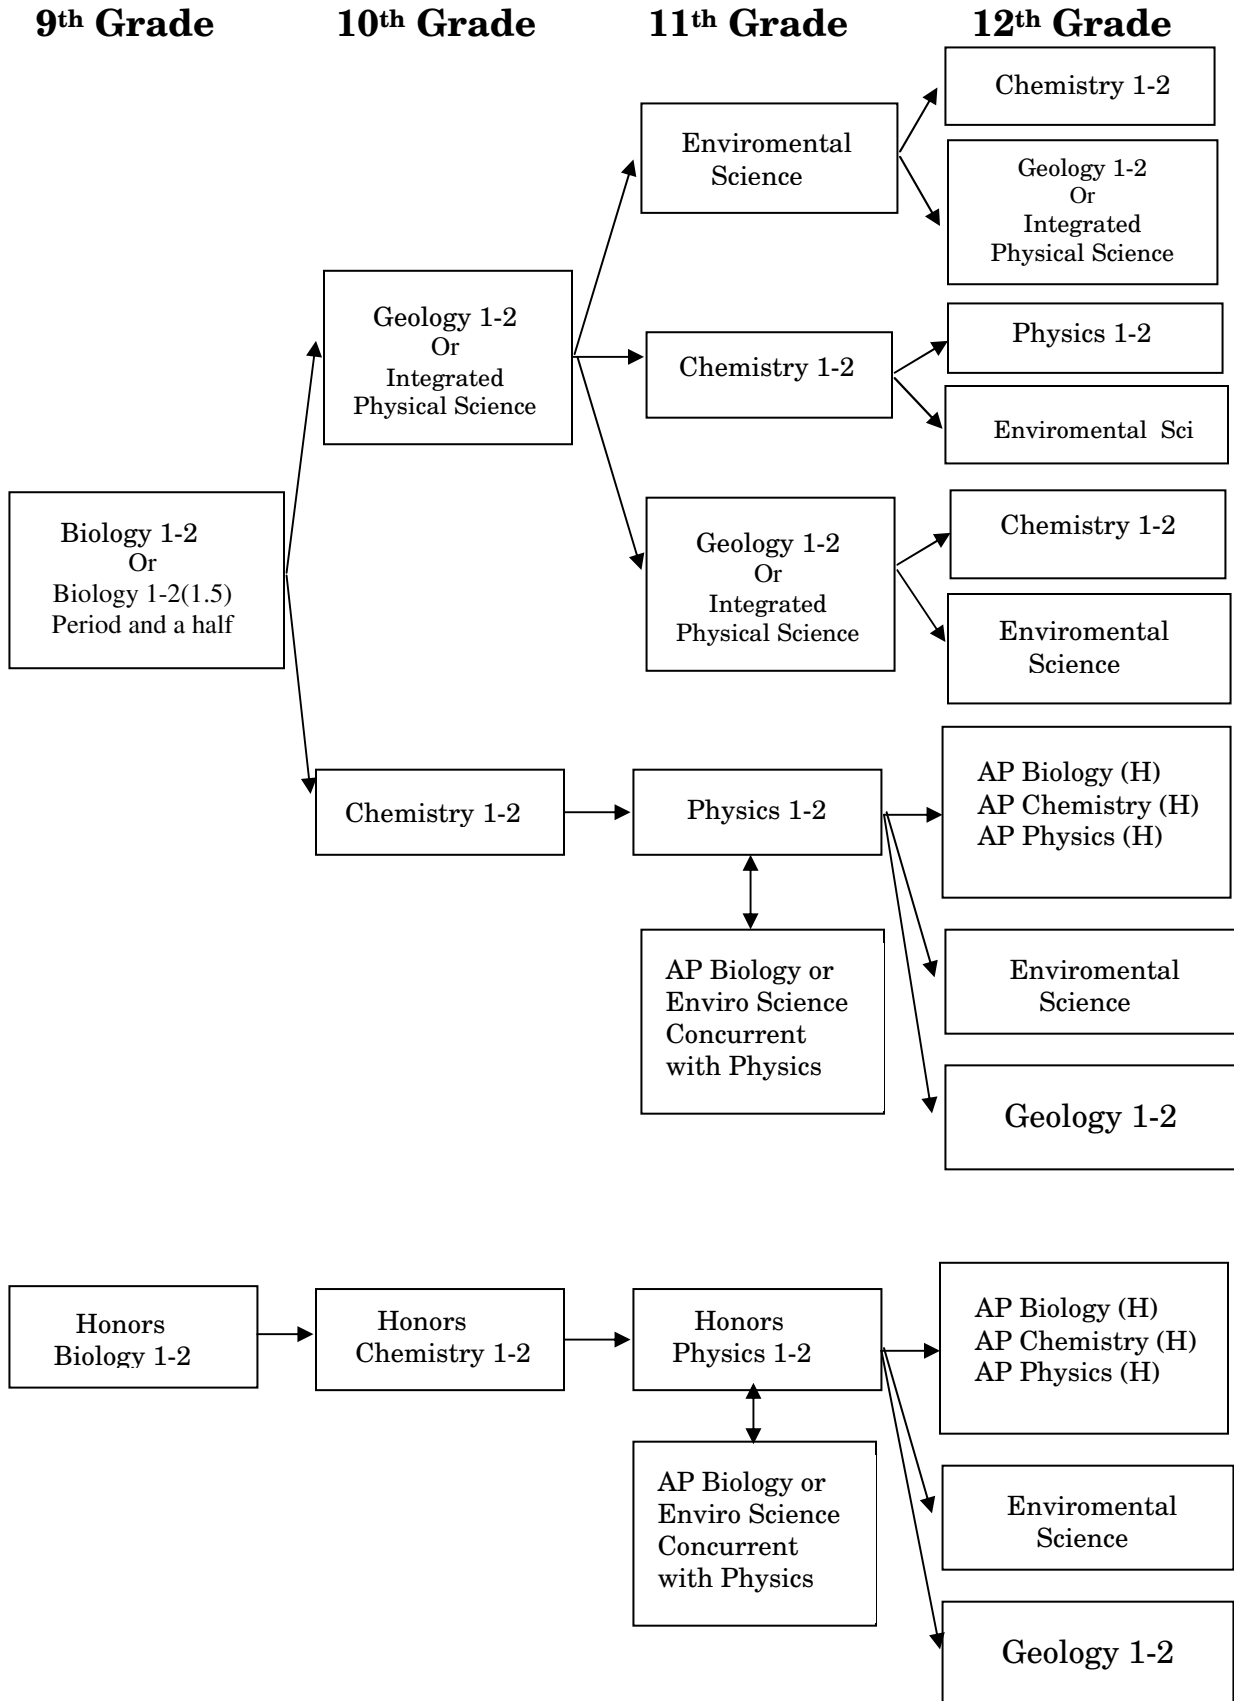 9th Grade
10th Grade
11th Grade
12th Grade
Chemistry 1-2
Enviromental
Science
Geology 1-2
Or
Integrated
Physical Science
Geology 1-2
Or
Integrated
Physical Science
Physics 1-2
Chemistry 1-2
Enviromental Sci
Biology 1-2
Or
Biology 1-2(1.5)
Period and a half
Geology 1-2
Or
Integrated
Physical Science
Chemistry 1-2
Enviromental
Science
Chemistry 1-2
Physics 1-2
AP Biology (H)
AP Chemistry (H)
AP Physics (H)
AP Biology or
Enviro Science
Concurrent
with Physics
Enviromental
Science
Geology 1-2
Honors
Biology 1-2
Honors
Chemistry 1-2
Honors
Physics 1-2
AP Biology (H)
AP Chemistry (H)
AP Physics (H)
AP Biology or
Enviro Science
Concurrent
with Physics
Enviromental
Science
Geology 1-2